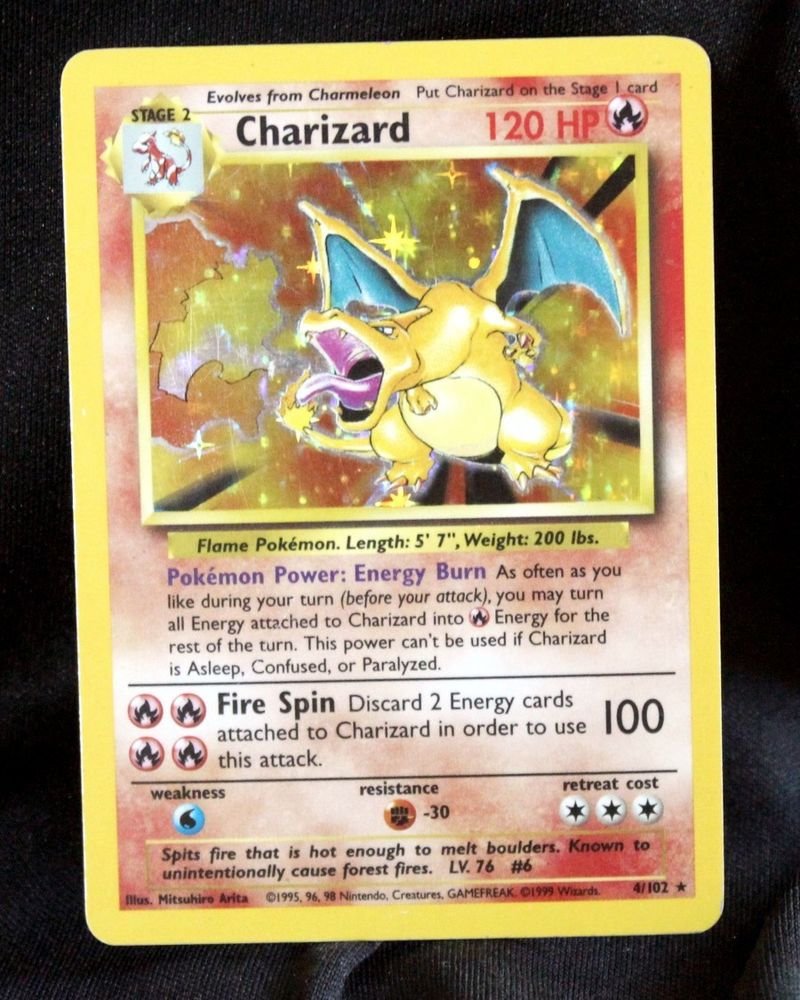 Evolves from Charmeleon Put Charizard on the Stage 1 card
STAGE 2
Charizard 120 HP
Flame Pokémon. Length: 5' 7", Weight: 200 lbs.
Pokémon Power: Energy Burn As often as you
like during your turn (before your attack), you may turn
all Energy attached to Charizard into Energy for the
rest of the turn. This power can't be used if Charizard
is Asleep, Confused, or Paralyzed.
Fire Spin Discard 2 Energy cards
attached to Charizard in order to use 100
this attack.
weakness resistance retreat cost
-30
Spits fire that is hot enough to melt boulders. Known to
unintentionally cause forest fires. LV. 76 #6
Illus. Mitsuhiro Arita ©1995, 96, 98 Nintendo, Creatures, GAMEFREAK. ©1999 Wizards. 4/102 ★